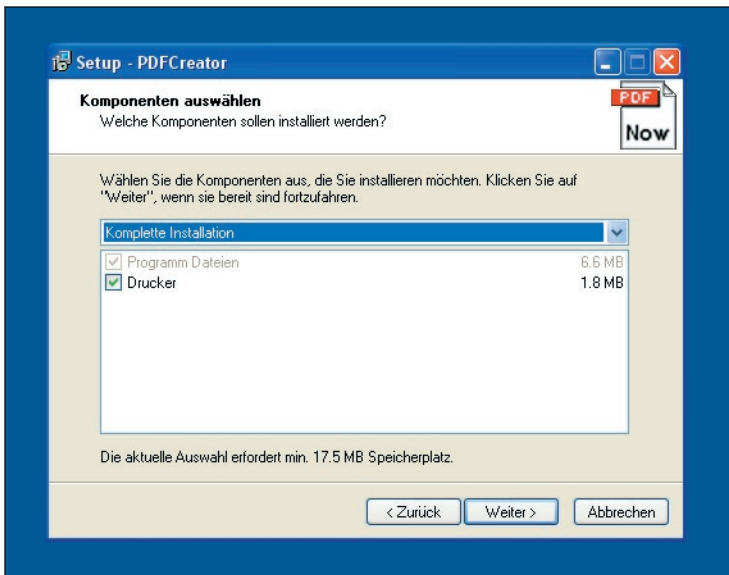 Setup - PDFCreator
Komponenten auswählen
Welche Komponenten sollen installiert werden?
PDF
Now
Wählen Sie die Komponenten aus, die Sie installieren möchten. Klicken Sie auf
"Weiter", wenn sie bereit sind fortzufahren.
Komplette Installation
Programm Dateien 6.6 MB
Drucker 1.8 MB
Die aktuelle Auswahl erfordert min. 17.5 MB Speicherplatz.
< Zurück Weiter > Abbrechen